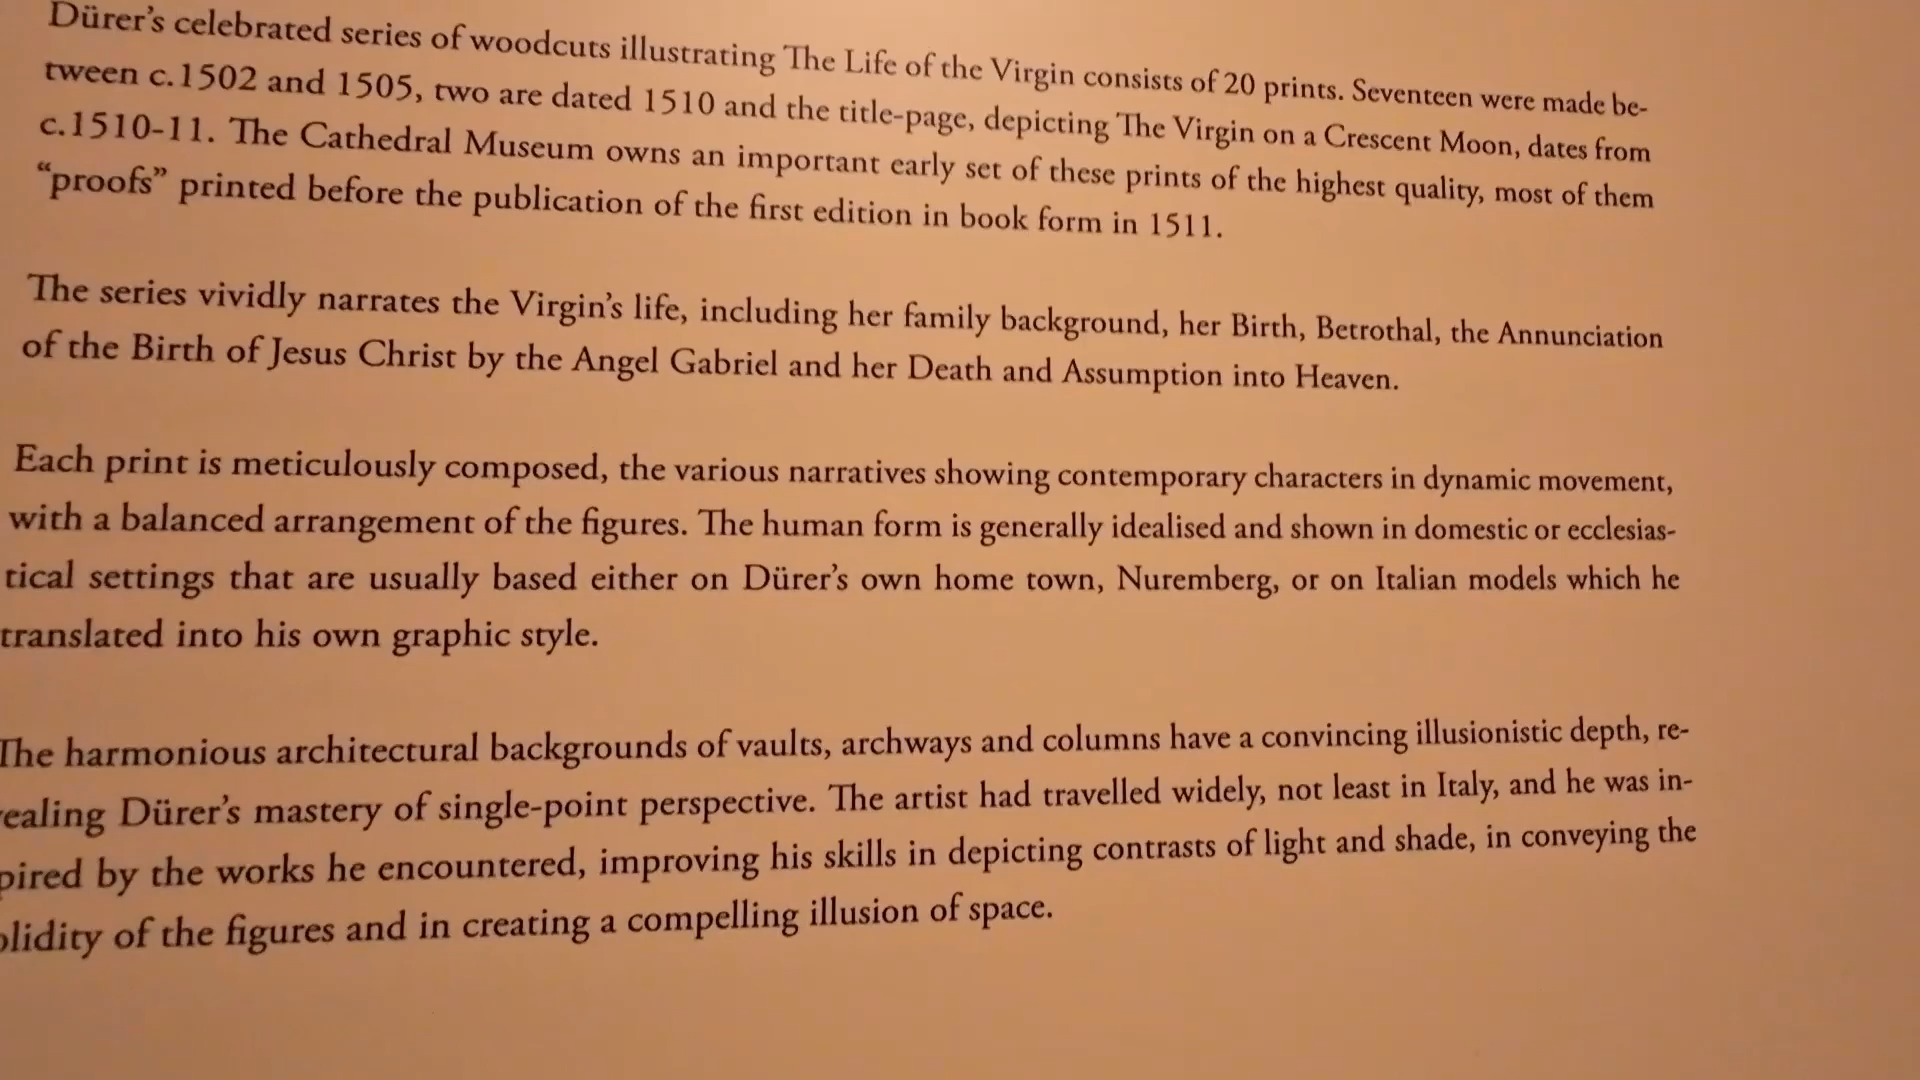 Dürer's celebrated series of woodcuts illustrating The Life of the Virgin consists of 20 prints. Seventeen were made be-
tween c.1502 and 1505, two are dated 1510 and the title-page, depicting The Virgin on a Crescent Moon, dates from
c.1510-11. The Cathedral Museum owns an important early set of these prints of the highest quality, most of them
“proofs” printed before the publication of the first edition in book form in 1511.
The series vividly narrates the Virgin's life, including her family background, her Birth, Betrothal, the Annunciation
of the Birth of Jesus Christ by the Angel Gabriel and her Death and Assumption into Heaven.
Each print is meticulously composed, the various narratives showing contemporary characters in dynamic movement,
with a balanced arrangement of the figures. The human form is generally idealised and shown in domestic or ecclesias-
tical settings that are usually based either on Dürer's own home town, Nuremberg, or on Italian models which he
translated into his own graphic style.
The harmonious architectural backgrounds of vaults, archways and columns have a convincing illusionistic depth, re-
ealing Dürer's mastery of single-point perspective. The artist had travelled widely, not least in Italy, and he was in-
pired by the works he encountered, improving his skills in depicting contrasts of light and shade, in conveying the
lidity of the figures and in creating a compelling illusion of space.